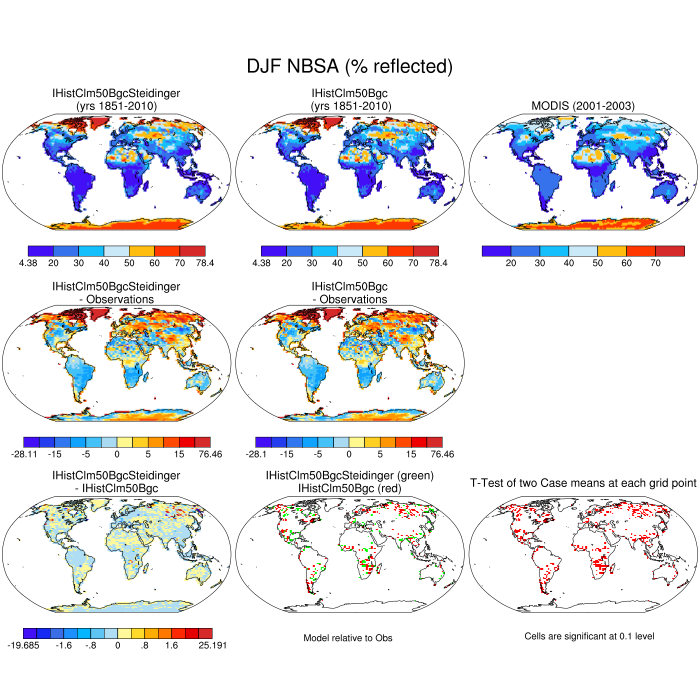 DJF NBSA (% reflected)
IHistClm50BgcSteidinger
(yrs 1851-2010)
IHistClm50Bgc
(yrs 1851-2010)
MODIS (2001-2003)
4.38 20 30 40 50 60 70 78.4
4.38 20 30 40 50 60 70 78.4
20 30 40 50 60 70
IHistClm50BgcSteidinger
- Observations
IHistClm50Bgc
- Observations
-28.11 -15 -5 0 5 15 76.46
-28.1 -15 -5 0 5 15 76.46
IHistClm50BgcSteidinger
- IHistClm50Bgc
IHistClm50BgcSteidinger (green)
IHistClm50Bgc (red)
T-Test of two Case means at each grid point
-19.685 -1.6 -.8 0 .8 1.6 25.191
Model relative to Obs
Cells are significant at 0.1 level